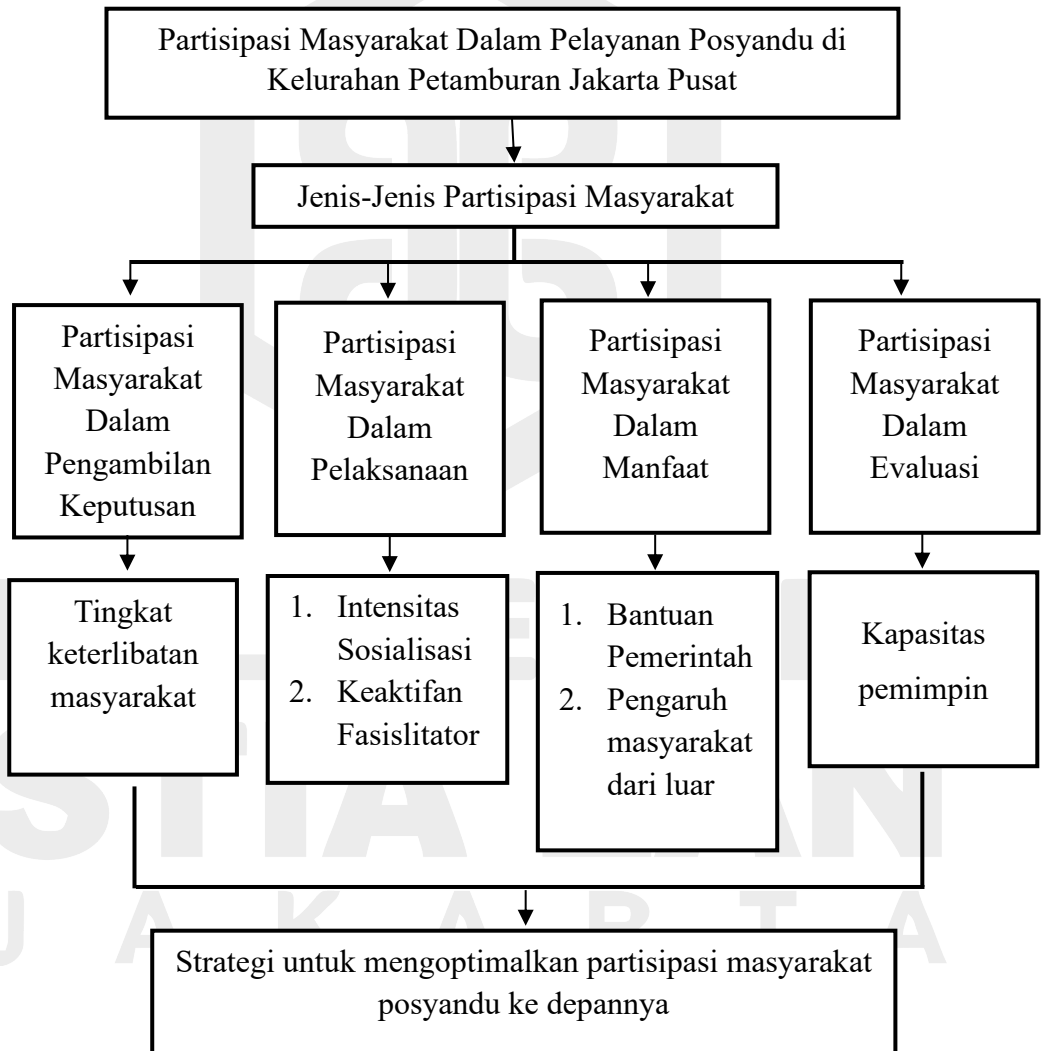 Partisipasi Masyarakat Dalam Pelayanan Posyandu di
Kelurahan Petamburan Jakarta Pusat
Jenis-Jenis Partisipasi Masyarakat
Partisipasi
Masyarakat
Dalam
Pengambilan
Keputusan
Partisipasi
Masyarakat
Dalam
Pelaksanaan
Partisipasi
Masyarakat
Dalam
Manfaat
Partisipasi
Masyarakat
Dalam
Evaluasi
Tingkat
keterlibatan
masyarakat
1. Intensitas
Sosialisasi
2. Keaktifan
Fasislitator
1. Bantuan
Pemerintah
2. Pengaruh
masyarakat
dari luar
Kapasitas
pemimpin
Strategi untuk mengoptimalkan partisipasi masyarakat
posyandu ke depannya
JAKARTA